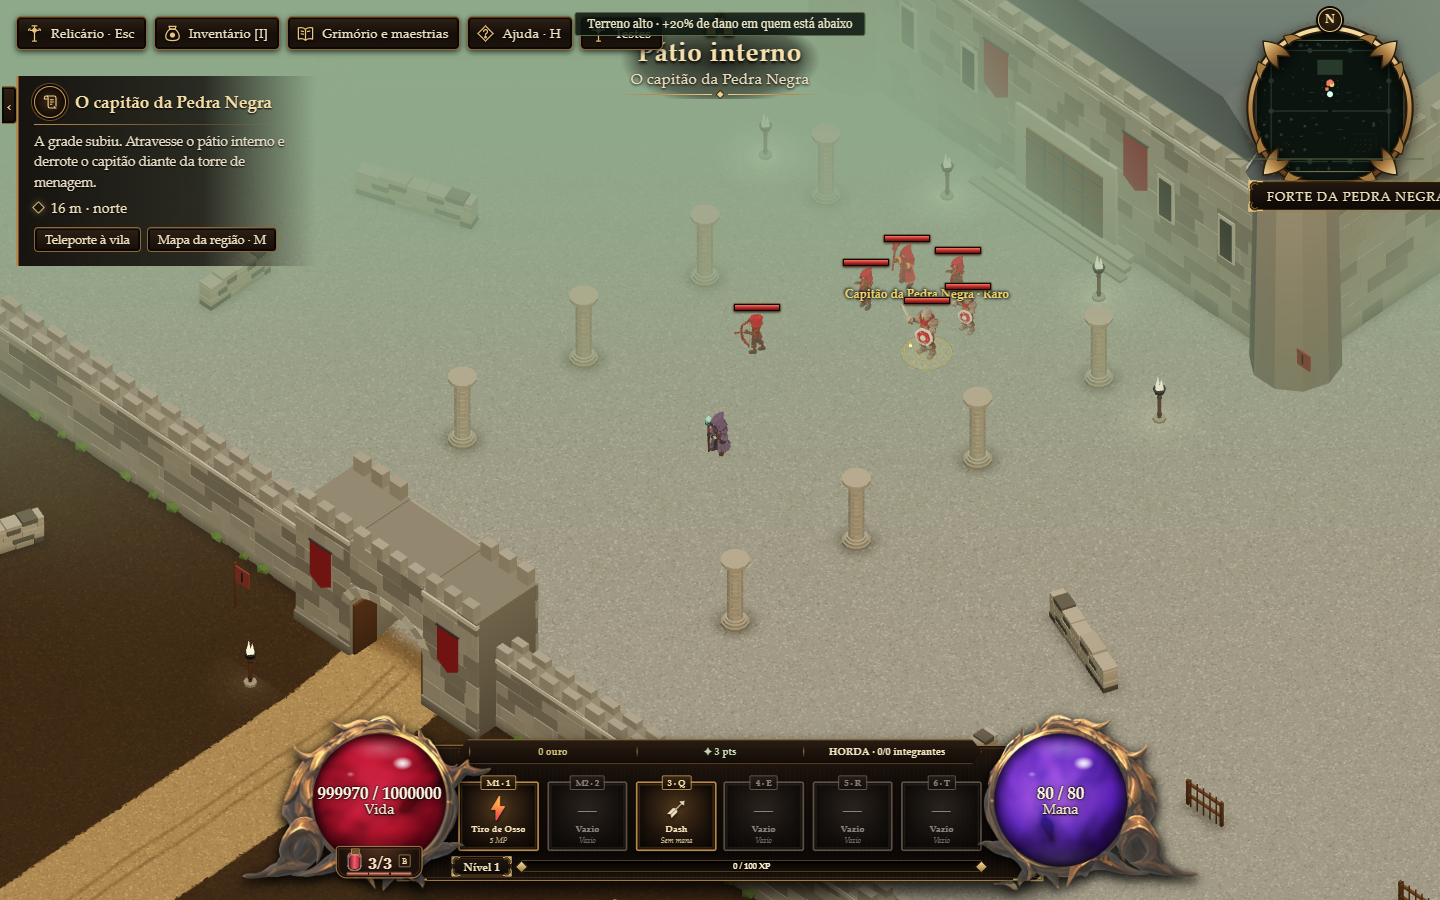 Relicário · Esc
Inventário [I]
Grimório e maestrias
Ajuda · H
Testes
Terreno alto · +20% de dano em quem está abaixo
Pátio interno
O capitão da Pedra Negra
N
FORTE DA PEDRA NEGRA
‹
O capitão da Pedra Negra
A grade subiu. Atravesse o pátio interno e
derrote o capitão diante da torre de
menagem.
16 m · norte
Teleporte à vila
Mapa da região · M
Capitão da Pedra Negra · Raro
0 ouro
3 pts
HORDA · 0/0 integrantes
999970 / 1000000
Vida
3/3
B
M1 · 1
Tiro de Osso
5 MP
M2 · 2
Vazio
Vazio
3 · Q
Dash
Sem mana
4 · E
Vazio
Vazio
5 · R
Vazio
Vazio
6 · T
Vazio
Vazio
80 / 80
Mana
Nível 1
0 / 100 XP